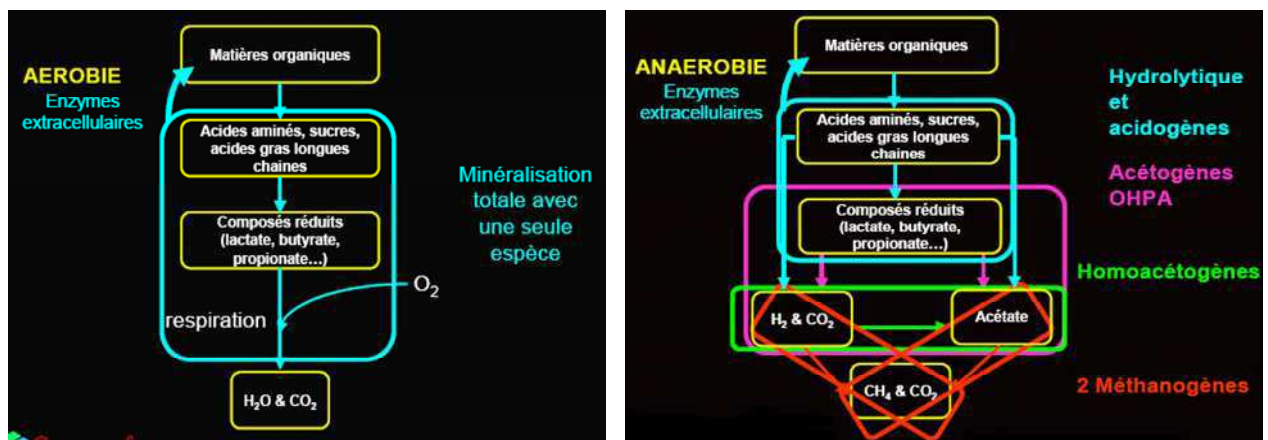 Matières organiques
AEROBIE
Enzymes
extracellulaires
Acides aminés, sucres,
acides gras longues
chaines
Minéralisation
totale avec
une seule
espèce
Composés réduits
(lactate, butyrate,
propionate...)
O2
respiration
H2O & CO2
Matières organiques
ANAEROBIE
Enzymes
extracellulaires
Hydrolytique
et
acidogènes
Acides aminés, sucres,
acides gras longues
chaines
Acétogènes
OHPA
Composés réduits
(lactate, butyrate,
propionate...)
Homoacétogènes
H2 & CO2
Acétate
CH4 & CO2
2 Méthanogènes